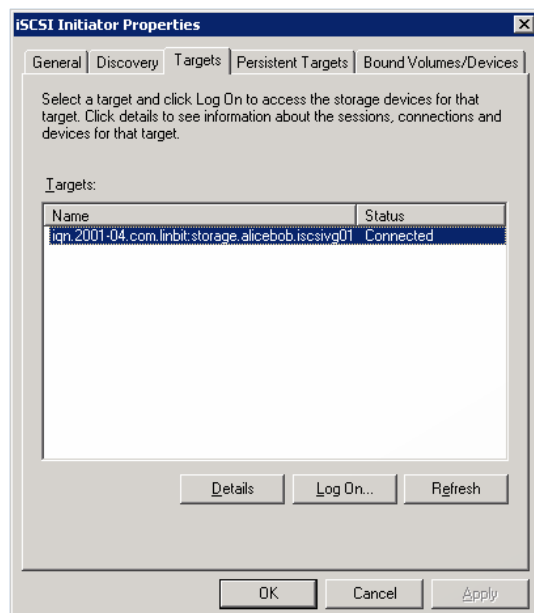 iSCSI Initiator Properties
General Discovery Targets Persistent Targets Bound Volumes/Devices
Select a target and click Log On to access the storage devices for that
target. Click details to see information about the sessions, connections and
devices for that target.
Targets:
Name Status
iqn.2001-04.com.linbit:storage.alicebob.iscsivg01 Connected
Details Log On... Refresh
OK Cancel Apply